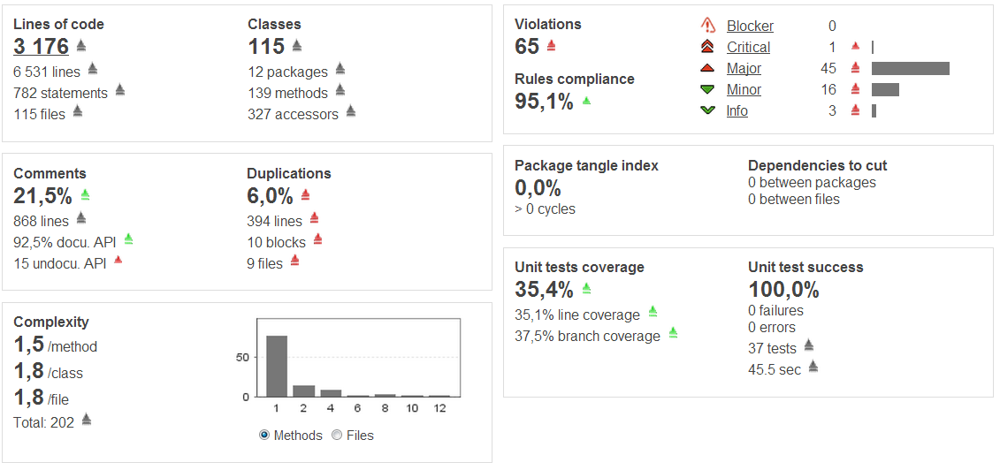 Lines of code
3 176
6 531 lines
782 statements
115 files
Classes
115
12 packages
139 methods
327 accessors
Comments
21,5%
868 lines
92,5% docu. API
15 undocu. API
Duplications
6,0%
394 lines
10 blocks
9 files
Complexity
1,5 /method
1,8 /class
1,8 /file
Total: 202
50
0
1 2 4 6 8 10 12
Methods Files
Violations
65
Rules compliance
95,1%
Blocker 0
Critical 1
Major 45
Minor 16
Info 3
Package tangle index
0,0%
> 0 cycles
Dependencies to cut
0 between packages
0 between files
Unit tests coverage
35,4%
35,1% line coverage
37,5% branch coverage
Unit test success
100,0%
0 failures
0 errors
37 tests
45.5 sec